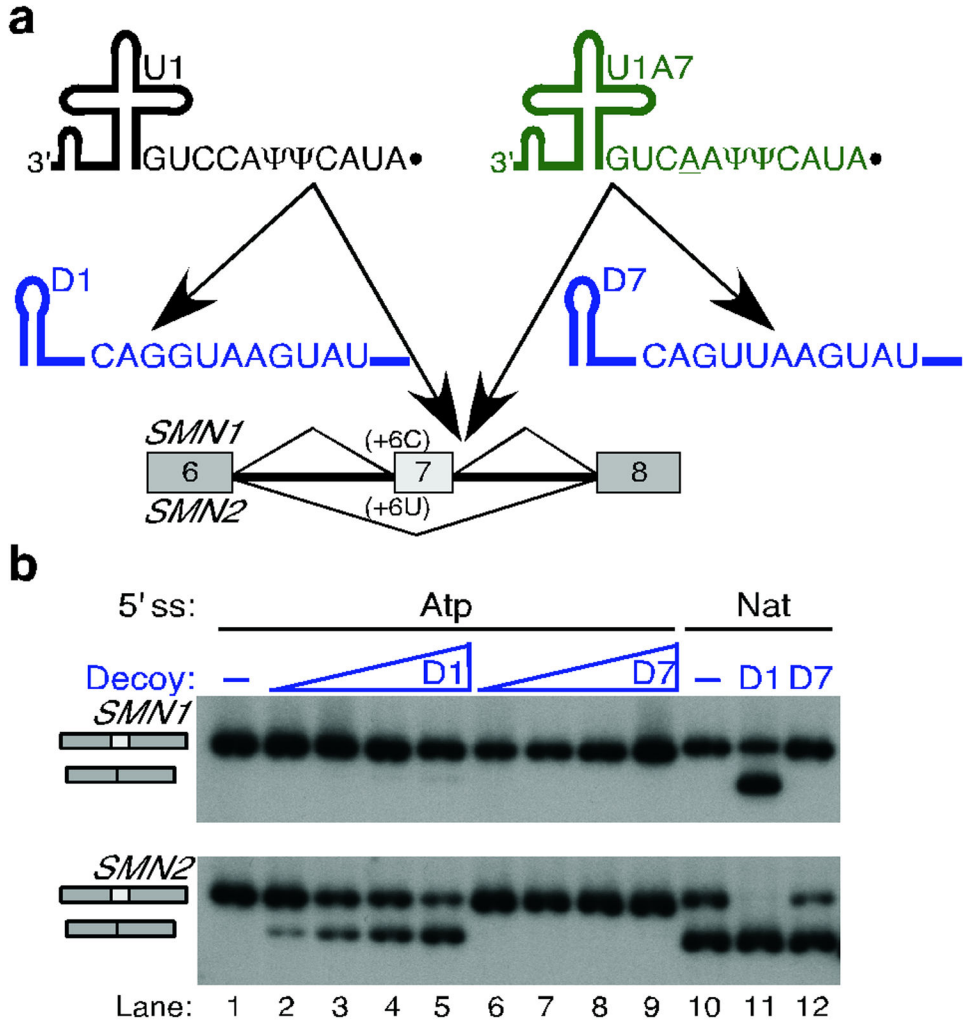 a
U1
U1A7
3'
GUCCAΨΨCAUA•
3'
GUCAAΨΨCAUA•
D1
D7
CAGGUAAGUAU
CAGUUAAGUAU
SMN1
(+6C)
6
7
8
SMN2
(+6U)
b
5' ss:
Atp
Nat
Decoy:
–
D1
D7
–
D1
D7
SMN1
SMN2
Lane:
1
2
3
4
5
6
7
8
9
10
11
12